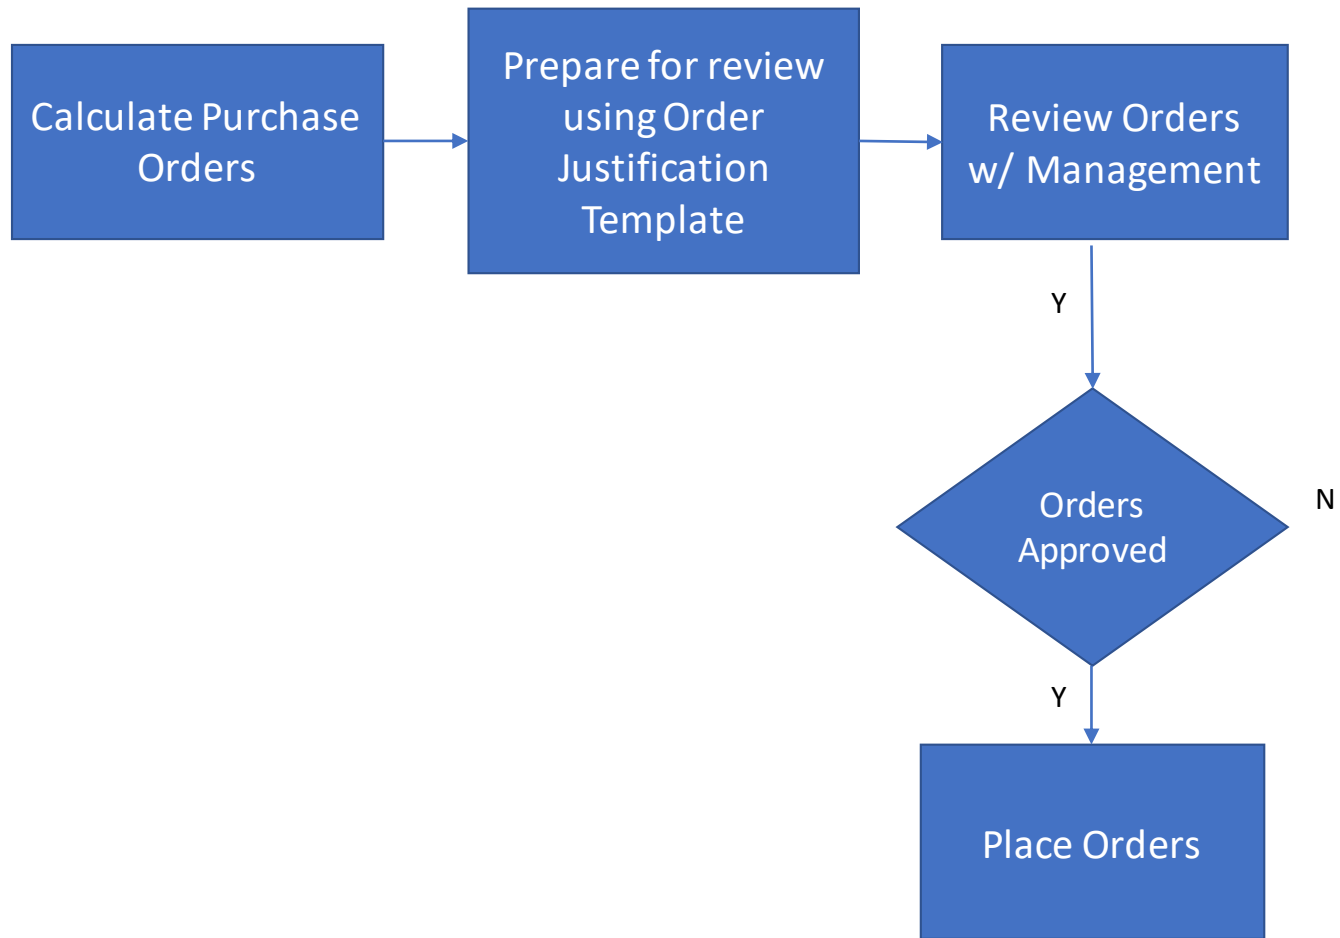 Calculate Purchase
Orders
Prepare for review
using Order
Justification
Template
Review Orders
w/ Management
Y
Orders
Approved
N
Y
Place Orders